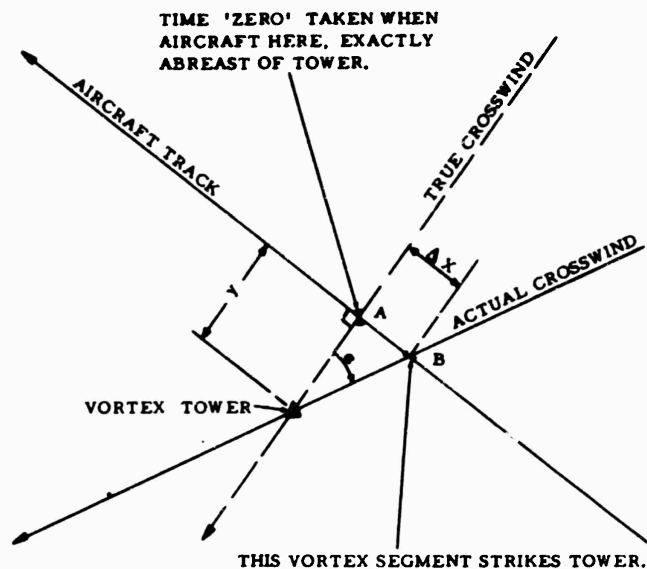 TIME 'ZERO' TAKEN WHEN
AIRCRAFT HERE, EXACTLY
ABREAST OF TOWER.
AIRCRAFT TRACK
TRUE CROSSWIND
ΔX
ACTUAL CROSSWIND
Y
A
B
VORTEX TOWER
THIS VORTEX SEGMENT STRIKES TOWER.